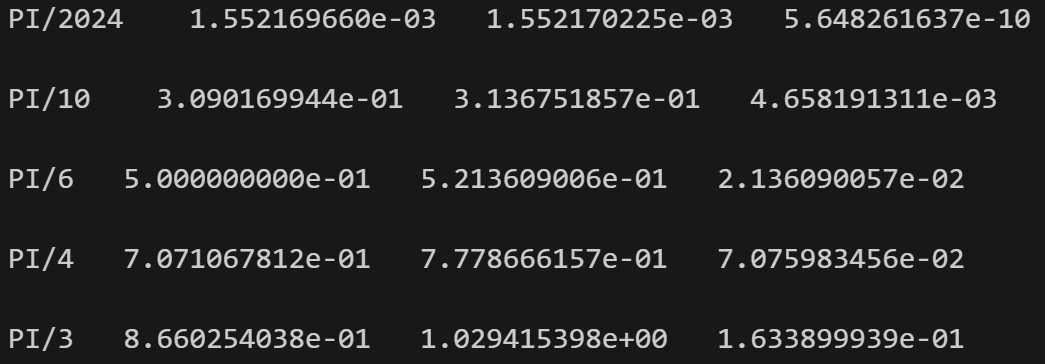 PI/2024    1.552169660e-03   1.552170225e-03   5.648261637e-10
PI/10    3.090169944e-01   3.136751857e-01   4.658191311e-03
PI/6   5.000000000e-01   5.213609006e-01   2.136090057e-02
PI/4   7.071067812e-01   7.778666157e-01   7.075983456e-02
PI/3   8.660254038e-01   1.029415398e+00   1.633899939e-01